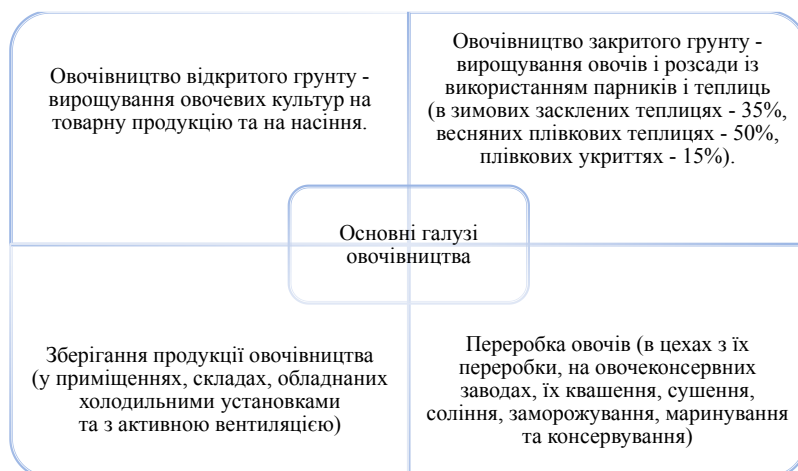 Овочівництво відкритого грунту -
вирощування овочевих культур на
товарну продукцію та на насіння.
Овочівництво закритого грунту -
вирощування овочів і розсади із
використанням парників і теплиць
(в зимових засклених теплицях - 35%,
весняних плівкових теплицях - 50%,
плівкових укриттях - 15%).
Основні галузі
овочівництва
Зберігання продукції овочівництва
(у приміщеннях, складах, обладнаних
холодильними установками
та з активною вентиляцією)
Переробка овочів (в цехах з їх
переробки, на овочеконсервних
заводах, їх квашення, сушення,
соління, заморожування, маринування
та консервування)